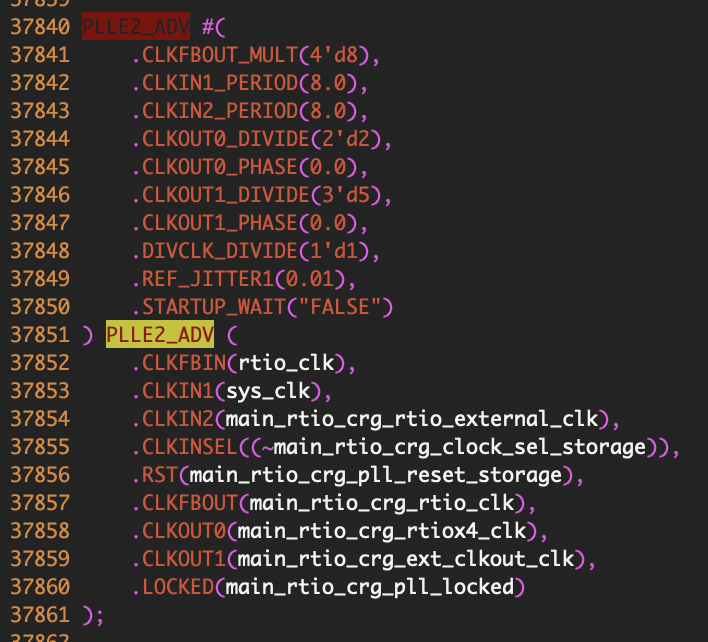 37840 PLLE2_ADV #(
37841     .CLKFBOUT_MULT(4'd8),
37842     .CLKIN1_PERIOD(8.0),
37843     .CLKIN2_PERIOD(8.0),
37844     .CLKOUT0_DIVIDE(2'd2),
37845     .CLKOUT0_PHASE(0.0),
37846     .CLKOUT1_DIVIDE(3'd5),
37847     .CLKOUT1_PHASE(0.0),
37848     .DIVCLK_DIVIDE(1'd1),
37849     .REF_JITTER1(0.01),
37850     .STARTUP_WAIT("FALSE")
37851 ) PLLE2_ADV (
37852     .CLKFBIN(rtio_clk),
37853     .CLKIN1(sys_clk),
37854     .CLKIN2(main_rtio_crg_rtio_external_clk),
37855     .CLKINSEL((~main_rtio_crg_clock_sel_storage)),
37856     .RST(main_rtio_crg_pll_reset_storage),
37857     .CLKFBOUT(main_rtio_crg_rtio_clk),
37858     .CLKOUT0(main_rtio_crg_rtiox4_clk),
37859     .CLKOUT1(main_rtio_crg_ext_clkout_clk),
37860     .LOCKED(main_rtio_crg_pll_locked)
37861 );